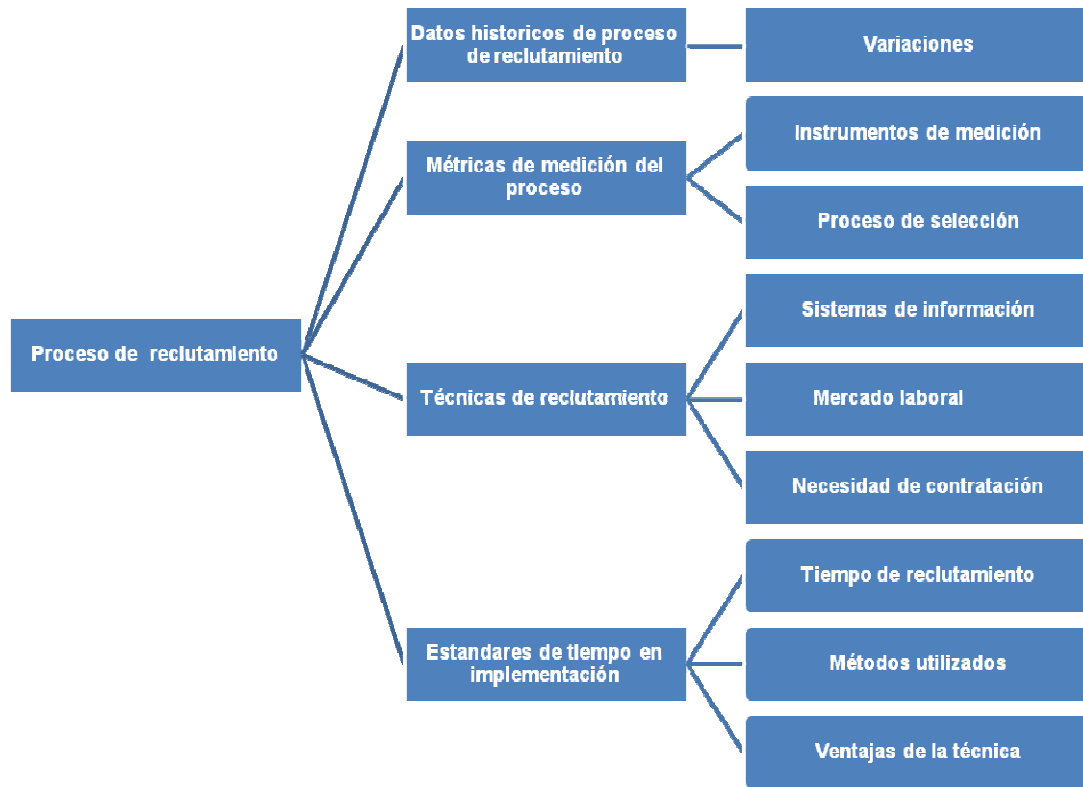 Datos historicos de proceso
de reclutamiento
Variaciones
Métricas de medición del
proceso
Instrumentos de medición
Proceso de selección
Proceso de reclutamiento
Técnicas de reclutamiento
Sistemas de información
Mercado laboral
Necesidad de contratación
Estandares de tiempo en
implementación
Tiempo de reclutamiento
Métodos utilizados
Ventajas de la técnica